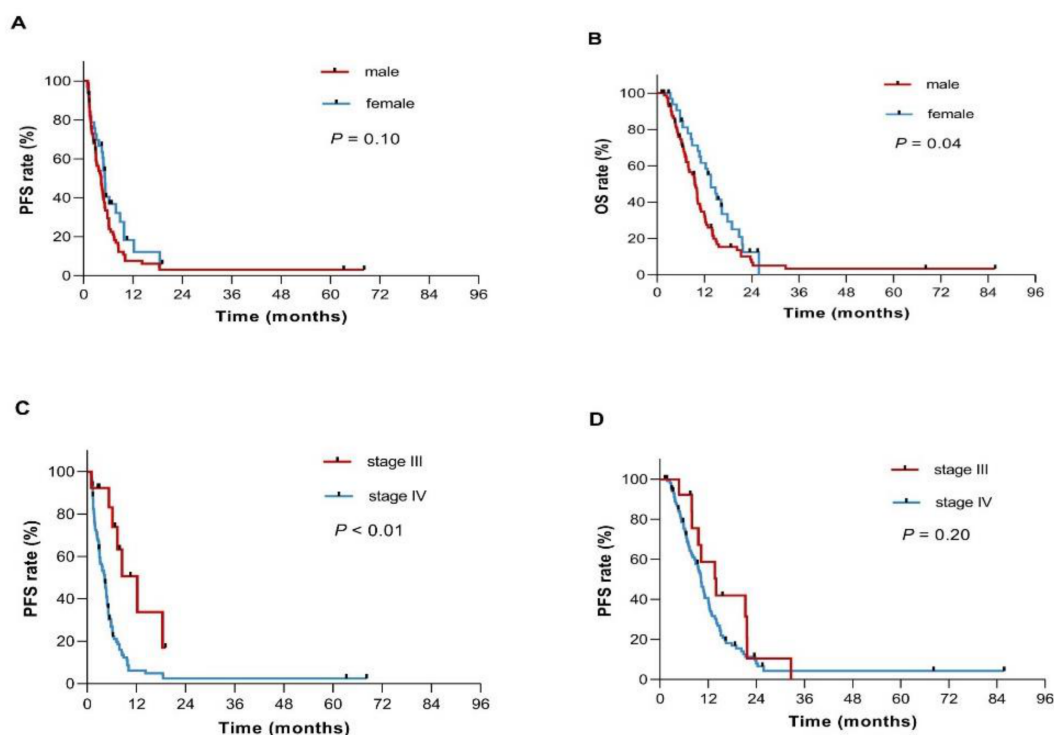 A
PFS rate (%)
100
80
60
40
20
0
male
female
P = 0.10
0 12 24 36 48 60 72 84 96
Time (months)
B
OS rate (%)
100
80
60
40
20
0
male
female
P = 0.04
0 12 24 36 48 60 72 84 96
Time (months)
C
PFS rate (%)
100
80
60
40
20
0
stage III
stage IV
P < 0.01
0 12 24 36 48 60 72 84 96
Time (months)
D
PFS rate (%)
100
80
60
40
20
0
stage III
stage IV
P = 0.20
0 12 24 36 48 60 72 84 96
Time (months)